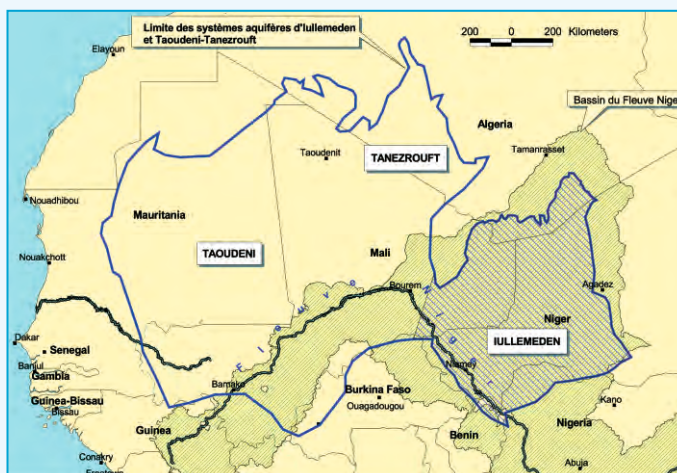 Limite des systèmes aquifères d'Iullemeden
et Taoudeni-Tanezrouft
200 0 200 Kilometers
Elayoun
Bassin du Fleuve Nige
Algeria
Taoudenit
TANEZROUFT
Tamanrasset
Nouadhibou
Mauritania
TAOUDENI
Mali
Nouakchott
Bourem
Agadez
Fleuve Niger
Niger
IULLEMEDEN
Dakar
Senegal
Niamey
Banjul
Gambia
Bamako
Burkina Faso
Ouagadougou
Kano
Guinea-Bissau
Bissau
Guinea
Benin
Nigeria
Conakry
Abuja